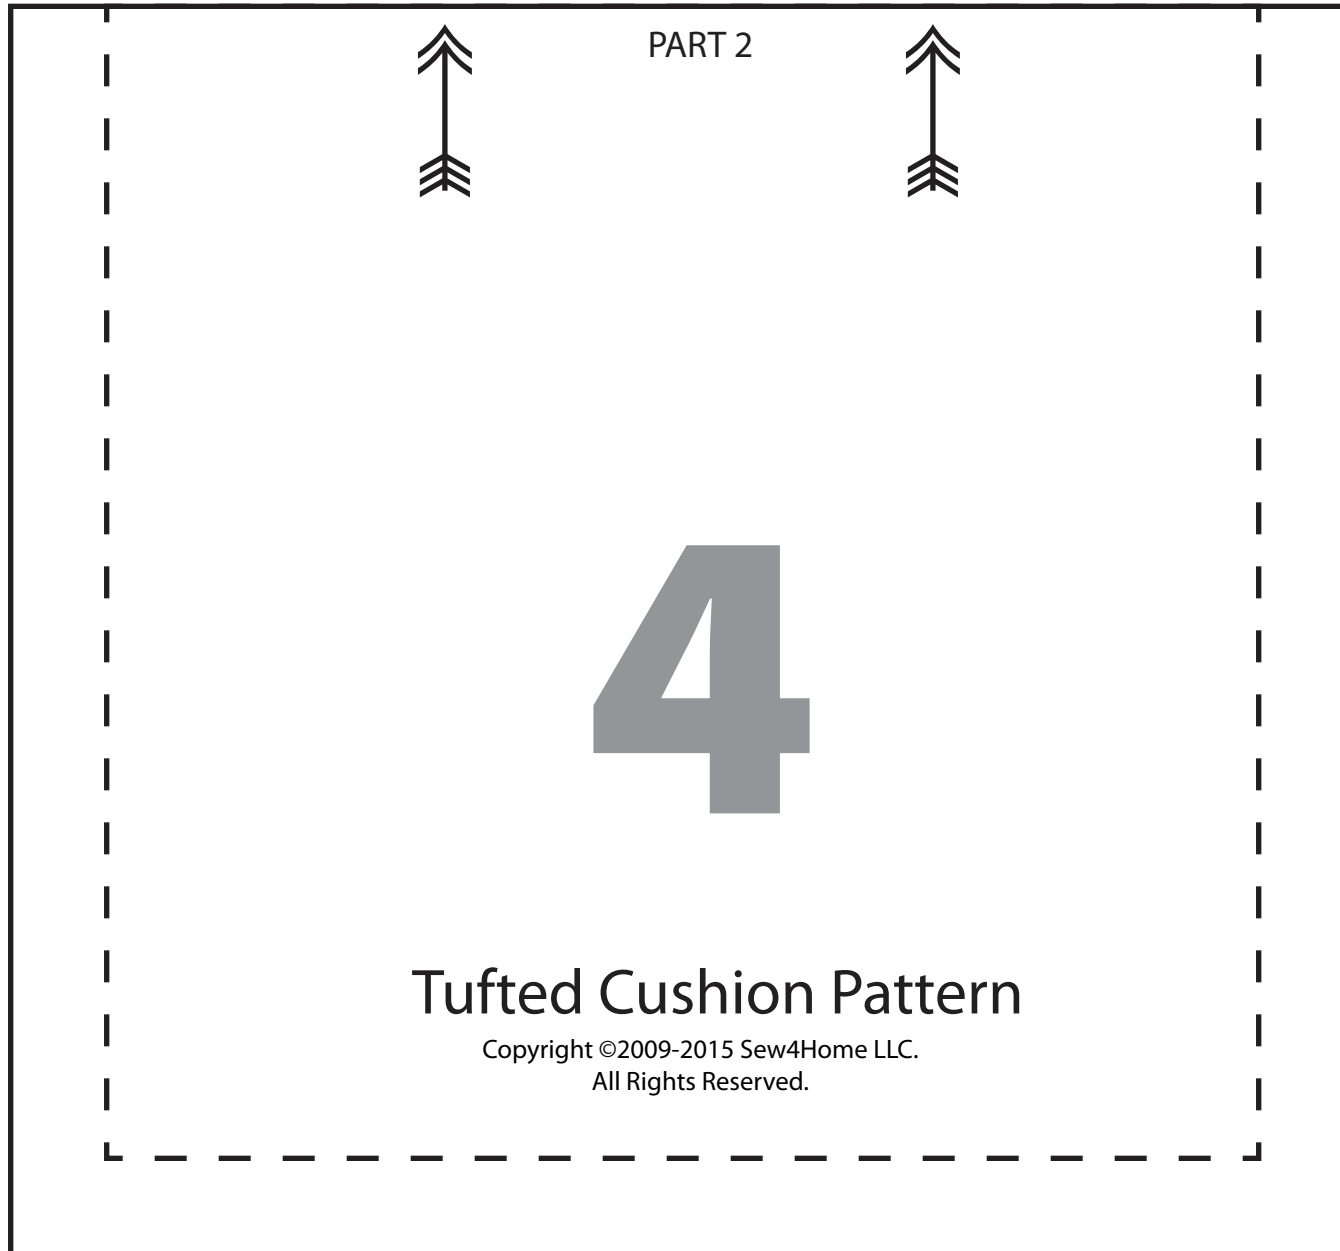 PART 2
4
Tufted Cushion Pattern
Copyright ©2009-2015 Sew4Home LLC.
All Rights Reserved.